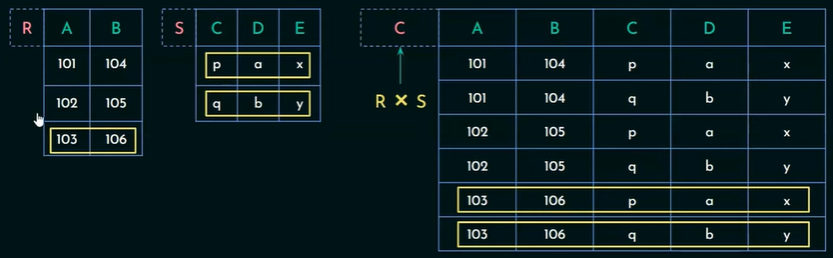 R A B
101 104
102 105
103 106
S C D E
p a x
q b y
C A B C D E
101 104 p a x
101 104 q b y
102 105 p a x
102 105 q b y
103 106 p a x
103 106 q b y
R × S